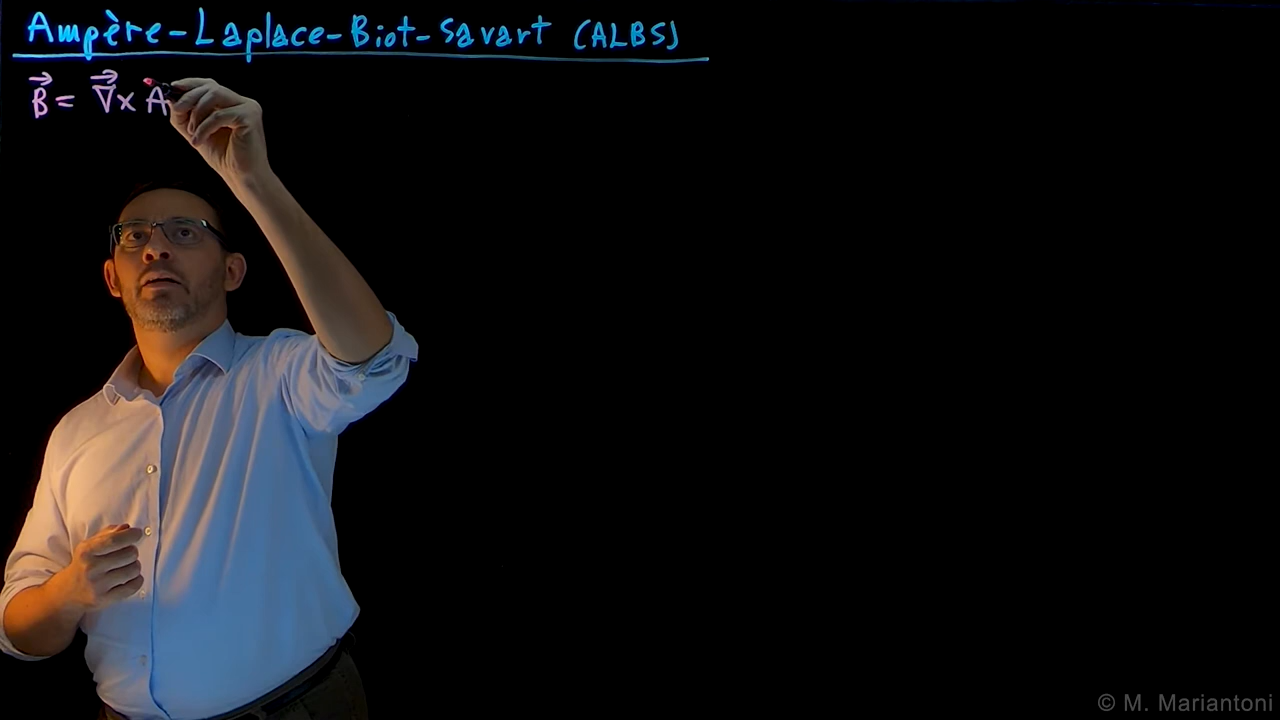 Ampère-Laplace-Biot-Savart (ALBS)
B⃗ = ∇⃗ × A
© M. Mariantoni